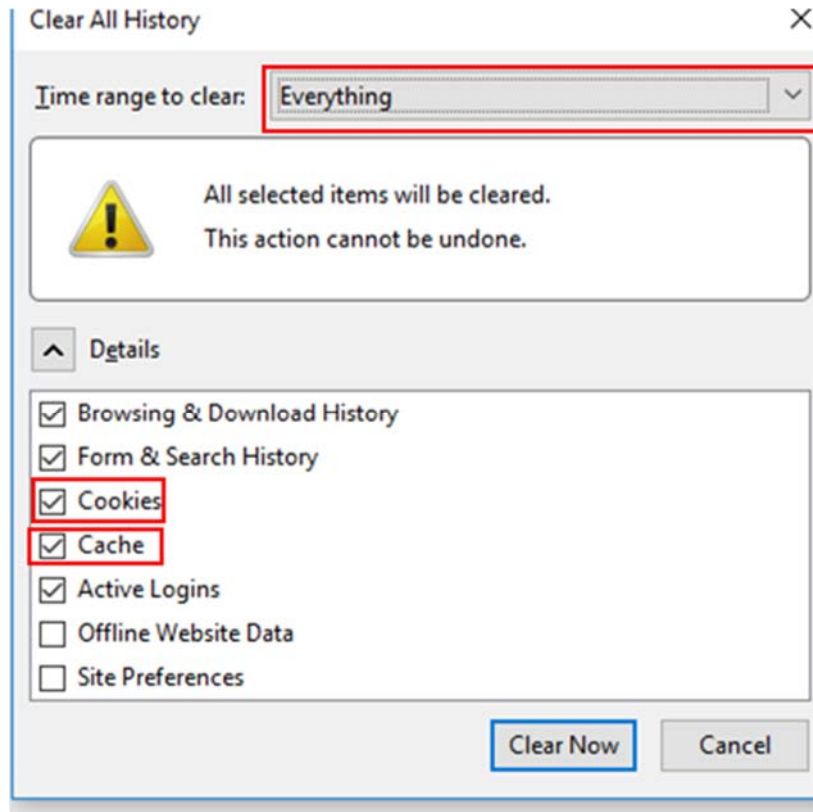 Clear All History
Time range to clear: Everything
All selected items will be cleared.
This action cannot be undone.
Details
Browsing & Download History
Form & Search History
Cookies
Cache
Active Logins
Offline Website Data
Site Preferences
Clear Now Cancel